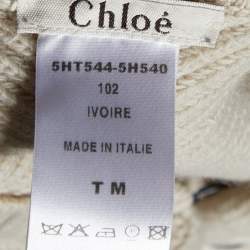 Chloé
5HT544-5H540
102
IVOIRE
MADE IN ITALIE
T M